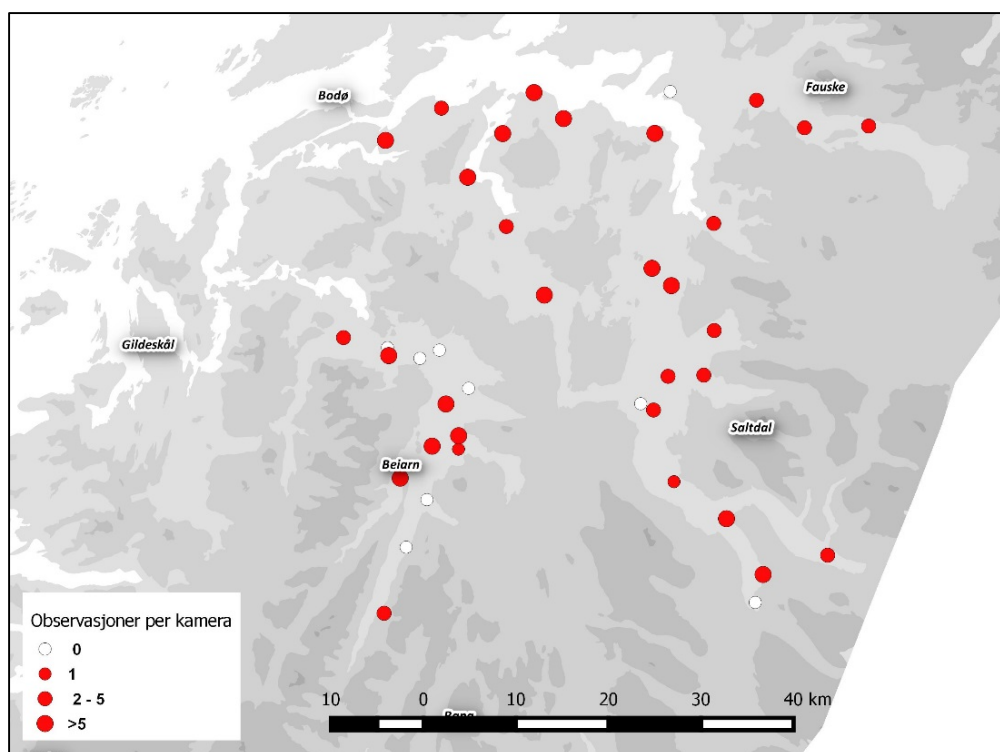 Bodø
Fauske
Gildeskål
Saltdal
Beiarn
Observasjoner per kamera
0
1
2 - 5
>5
10 0 10 20 30 40 km